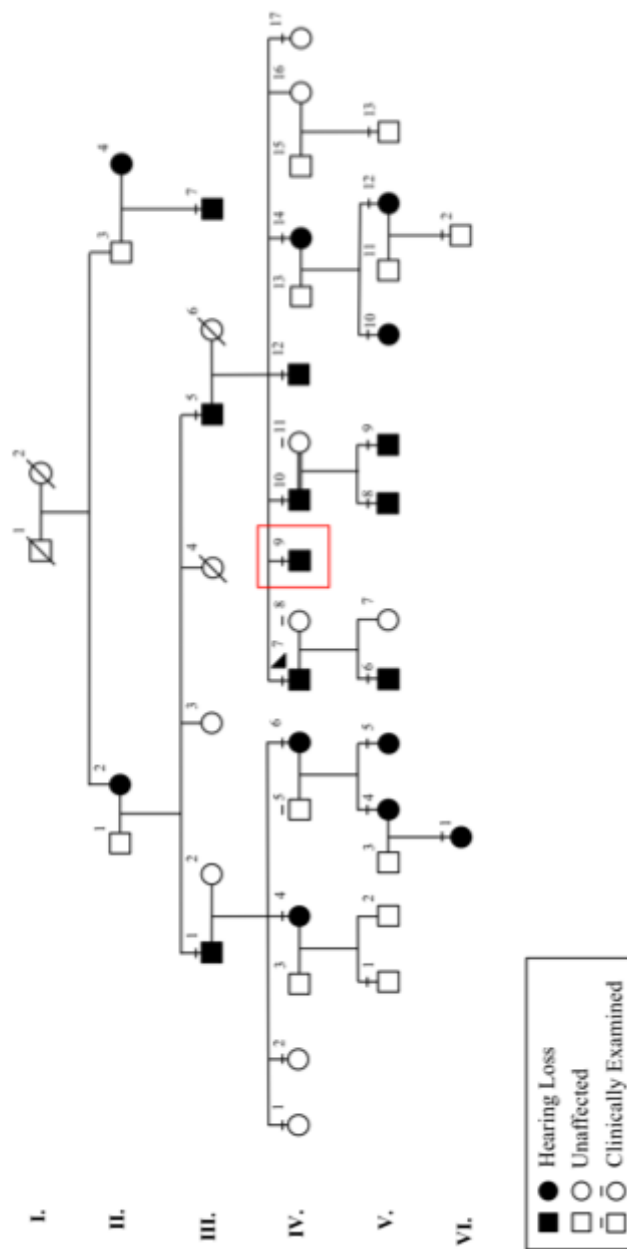 I. 1 2
II. 1 2 3 4
III. 1 2 3 4 5 6 7
IV. 1 2 3 4 5 6 7 8 9 10 11 12 13 14 15 16 17
V. 1 2 3 4 5 6 7 8 9 10 11 12 13
VI. 1 2
Hearing Loss
Unaffected
Clinically Examined